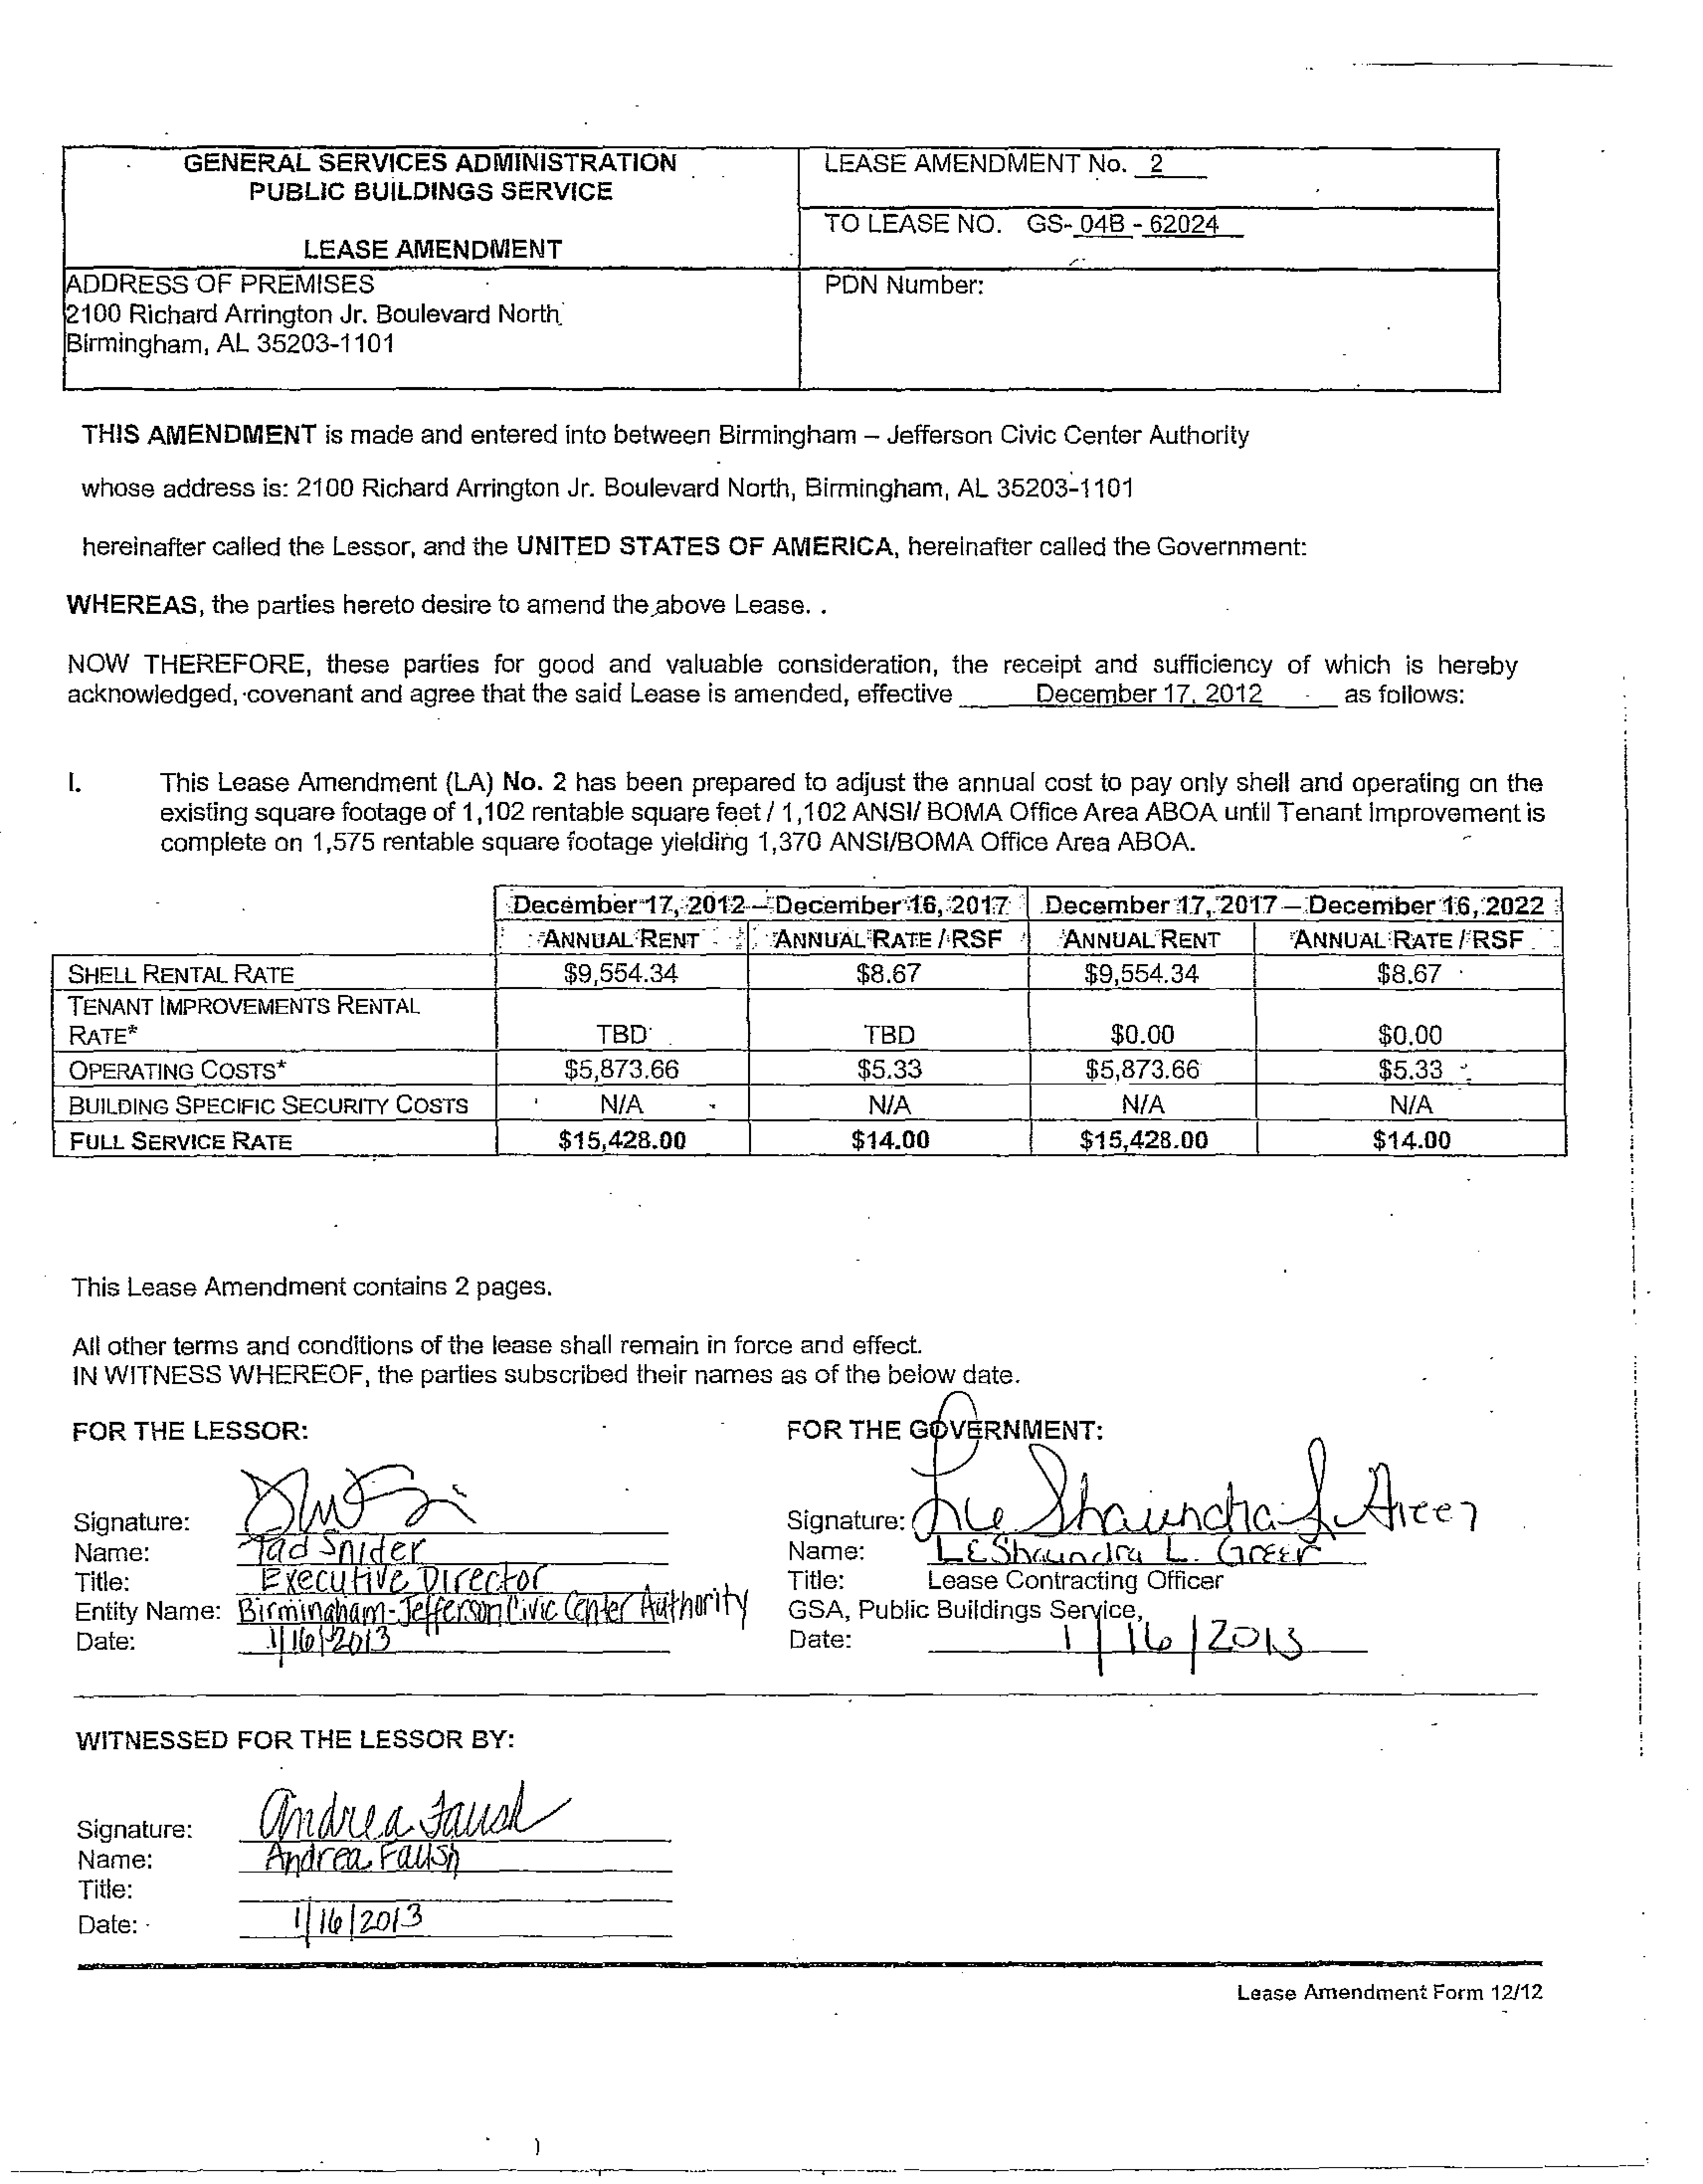 GENERAL SERVICES ADMINISTRATION
PUBLIC BUILDINGS SERVICE
LEASE AMENDMENT
LEASE AMENDMENT No. 2
TO LEASE NO. GS- 04B - 62024
ADDRESS OF PREMISES
2100 Richard Arrington Jr. Boulevard North
Birmingham, AL 35203-1101
PDN Number:
THIS AMENDMENT is made and entered into between Birmingham – Jefferson Civic Center Authority
whose address is: 2100 Richard Arrington Jr. Boulevard North, Birmingham, AL 35203-1101
hereinafter called the Lessor, and the UNITED STATES OF AMERICA, hereinafter called the Government:
WHEREAS, the parties hereto desire to amend the above Lease. .
NOW THEREFORE, these parties for good and valuable consideration, the receipt and sufficiency of which is hereby
acknowledged, covenant and agree that the said Lease is amended, effective December 17, 2012 as follows:
I. This Lease Amendment (LA) No. 2 has been prepared to adjust the annual cost to pay only shell and operating on the
existing square footage of 1,102 rentable square feet / 1,102 ANSI/ BOMA Office Area ABOA until Tenant Improvement is
complete on 1,575 rentable square footage yielding 1,370 ANSI/BOMA Office Area ABOA.
December 17, 2012 – December 16, 2017 December 17, 2017 – December 16, 2022
ANNUAL RENT ANNUAL RATE / RSF ANNUAL RENT ANNUAL RATE / RSF
SHELL RENTAL RATE $9,554.34 $8.67 $9,554.34 $8.67
TENANT IMPROVEMENTS RENTAL
RATE* TBD TBD $0.00 $0.00
OPERATING COSTS* $5,873.66 $5.33 $5,873.66 $5.33
BUILDING SPECIFIC SECURITY COSTS N/A N/A N/A N/A
FULL SERVICE RATE $15,428.00 $14.00 $15,428.00 $14.00
This Lease Amendment contains 2 pages.
All other terms and conditions of the lease shall remain in force and effect.
IN WITNESS WHEREOF, the parties subscribed their names as of the below date.
FOR THE LESSOR:
Signature:
Name: Tad Snider
Title: Executive Director
Entity Name: Birmingham-Jefferson Civic Center Authority
Date: 1/16/2013
FOR THE GOVERNMENT:
Signature: LeShaundra L. Greer
Name: LeShaundra L. Greer
Title: Lease Contracting Officer
GSA, Public Buildings Service,
Date: 1/16/2013
WITNESSED FOR THE LESSOR BY:
Signature: Andrea Faush
Name: Andrea Faush
Title:
Date: 1/16/2013
Lease Amendment Form 12/12